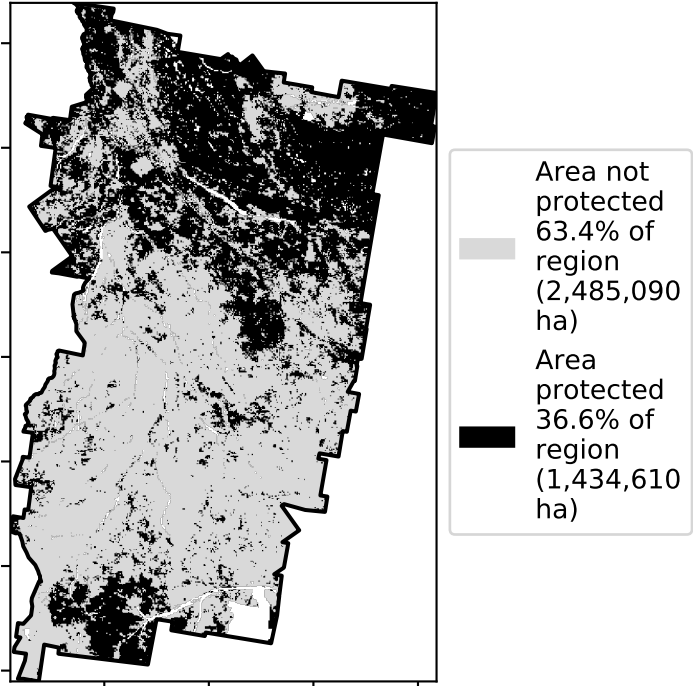 Area not
protected
63.4% of
region
(2,485,090
ha)
Area
protected
36.6% of
region
(1,434,610
ha)